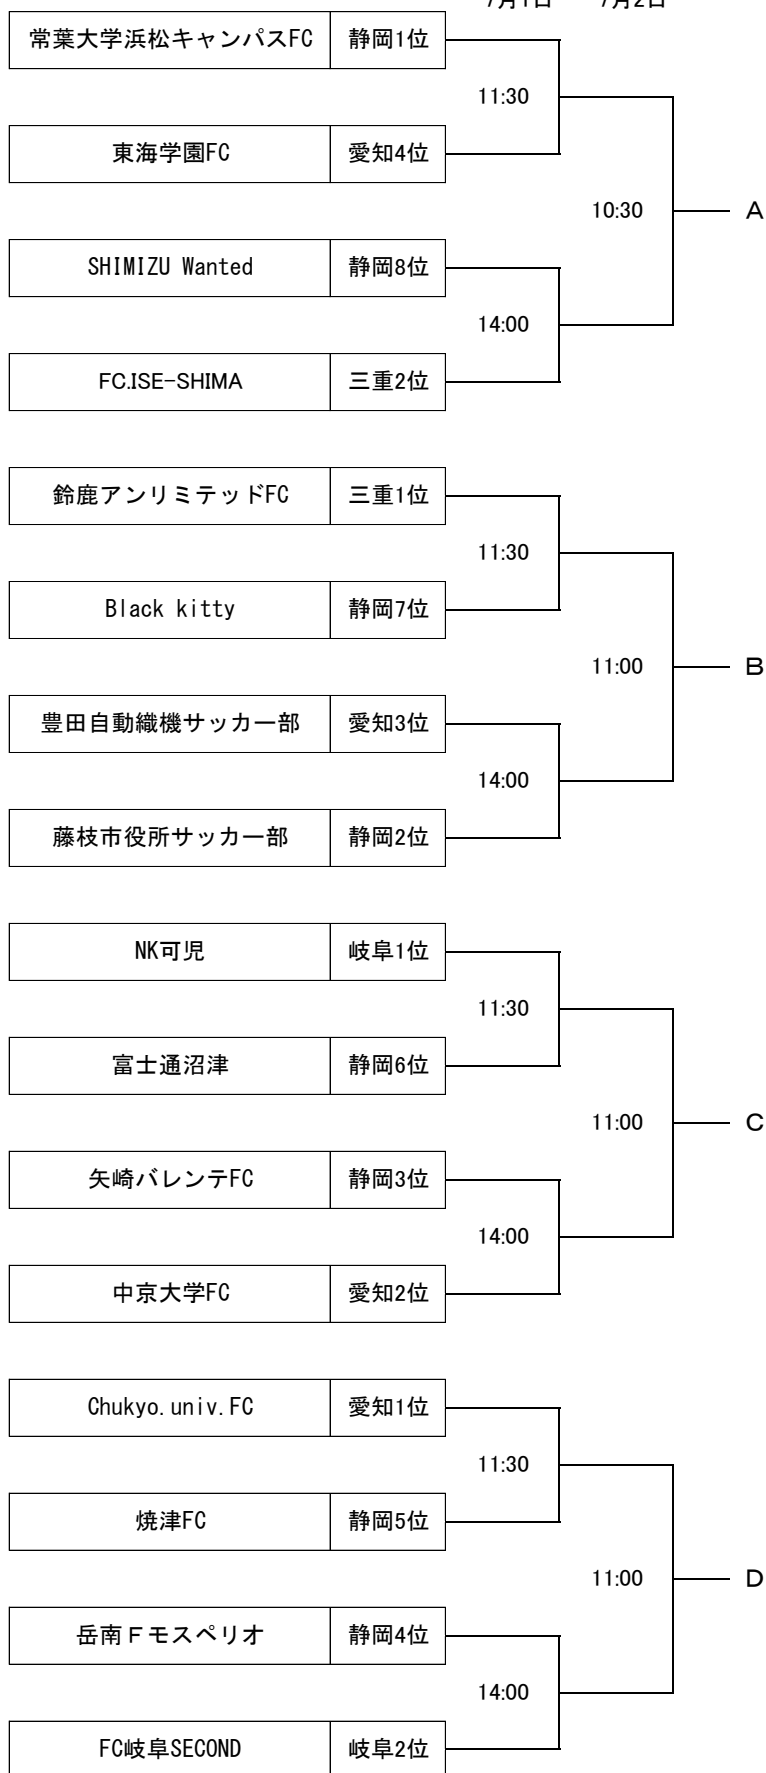 7月1日 7月2日
常葉大学浜松キャンパスFC 静岡1位
11:30
東海学園FC 愛知4位
10:30 A
SHIMIZU Wanted 静岡8位
14:00
FC.ISE-SHIMA 三重2位
鈴鹿アンリミテッドFC 三重1位
11:30
Black kitty 静岡7位
11:00 B
豊田自動織機サッカー部 愛知3位
14:00
藤枝市役所サッカー部 静岡2位
NK可児 岐阜1位
11:30
富士通沼津 静岡6位
11:00 C
矢崎バレンテFC 静岡3位
14:00
中京大学FC 愛知2位
Chukyo.univ.FC 愛知1位
11:30
焼津FC 静岡5位
11:00 D
岳南Fモスペリオ 静岡4位
14:00
FC岐阜SECOND 岐阜2位